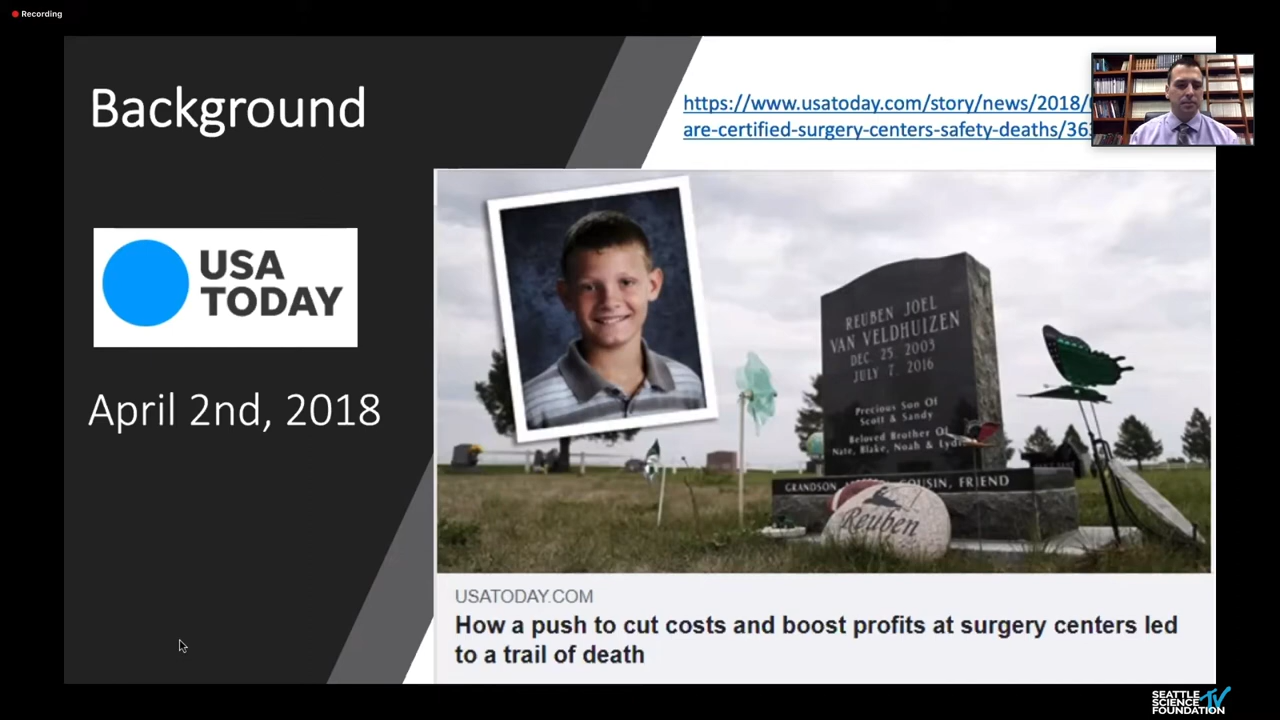 Recording
Background
https://www.usatoday.com/story/news/2018/
are-certified-surgery-centers-safety-deaths/36
USA
TODAY
April 2nd, 2018
REUBEN JOEL
VAN VELDHUIZEN
DEC. 25, 2003
JULY 7, 2016
Precious Son Of
Scott & Sandy
Beloved Brother Of
Nate, Blake, Noah &
GRANDSON COUSIN, FRIEND
Reuben
USATODAY.COM
How a push to cut costs and boost profits at surgery centers led
to a trail of death
SEATTLE
SCIENCE TV
FOUNDATION